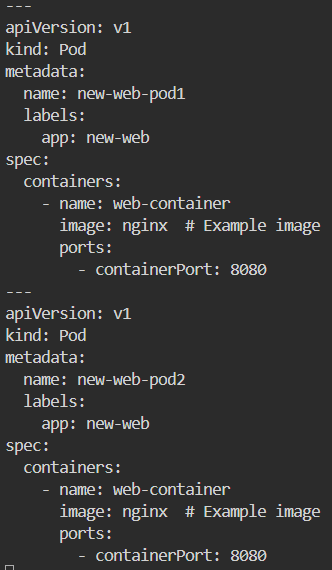 ---
apiVersion: v1
kind: Pod
metadata:
  name: new-web-pod1
  labels:
    app: new-web
spec:
  containers:
    - name: web-container
      image: nginx  # Example image
      ports:
        - containerPort: 8080
---
apiVersion: v1
kind: Pod
metadata:
  name: new-web-pod2
  labels:
    app: new-web
spec:
  containers:
    - name: web-container
      image: nginx  # Example image
      ports:
        - containerPort: 8080